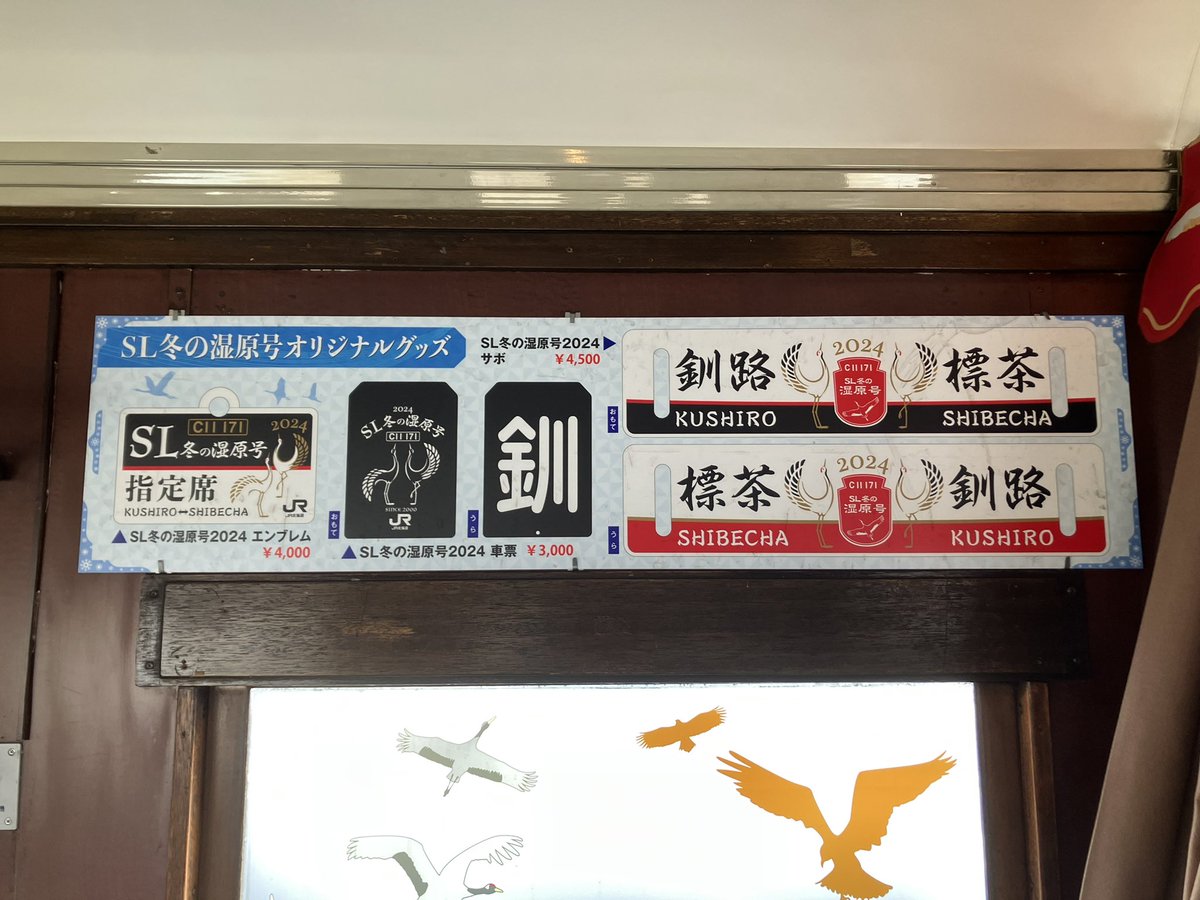 SL冬の湿原号オリジナルグッズ
C11 171
2024
SL冬の湿原号
指定席
KUSHIRO↔SHIBECHA
JR
▲SL冬の湿原号2024 エンブレム
¥4,000
2024
SL冬の湿原号
C11 171
SINCE 2000
JR
JR北海道
おもて
釧
うら
▲SL冬の湿原号2024 車票 ¥3,000
SL冬の湿原号2024▶
サボ ¥4,500
釧路 2024 標茶
C11 171
SL冬の
湿原号
KUSHIRO SHIBECHA
おもて
標茶 2024 釧路
C11 171
SL冬の
湿原号
SHIBECHA KUSHIRO
うら